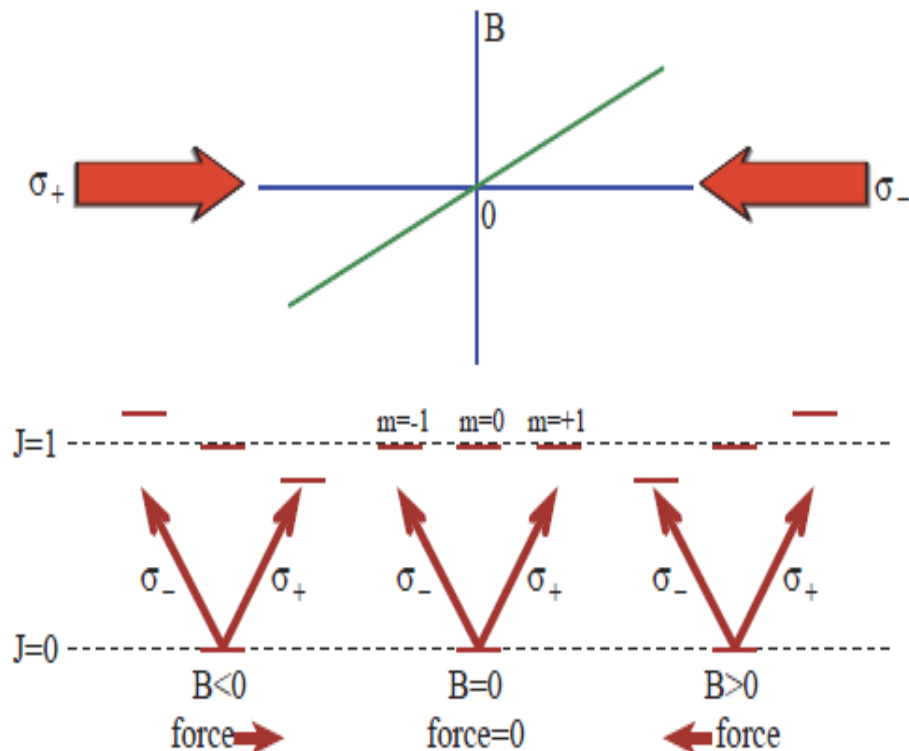 B
σ₊
σ₋
0
m=-1 m=0 m=+1
J=1
σ₋ σ₊ σ₋ σ₊ σ₋ σ₊
J=0
B<0 B=0 B>0
force force=0 force